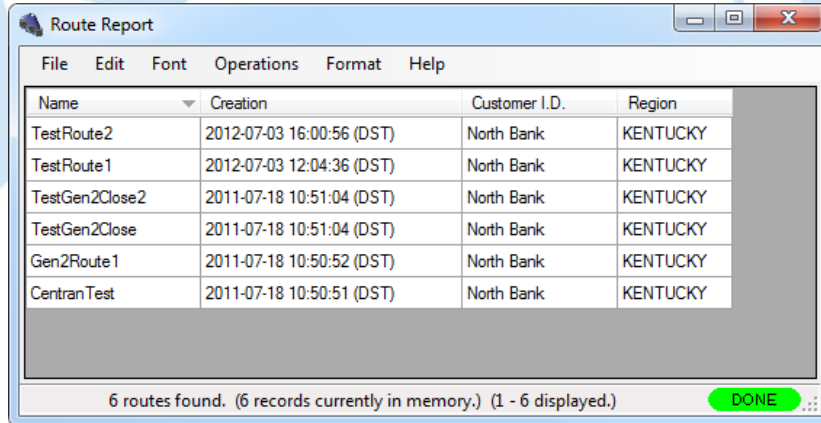 Route Report
File Edit Font Operations Format Help
Name Creation Customer I.D. Region
TestRoute2 2012-07-03 16:00:56 (DST) North Bank KENTUCKY
TestRoute1 2012-07-03 12:04:36 (DST) North Bank KENTUCKY
TestGen2Close2 2011-07-18 10:51:04 (DST) North Bank KENTUCKY
TestGen2Close 2011-07-18 10:51:04 (DST) North Bank KENTUCKY
Gen2Route1 2011-07-18 10:50:52 (DST) North Bank KENTUCKY
CentranTest 2011-07-18 10:50:51 (DST) North Bank KENTUCKY
6 routes found. (6 records currently in memory.) (1 - 6 displayed.) DONE